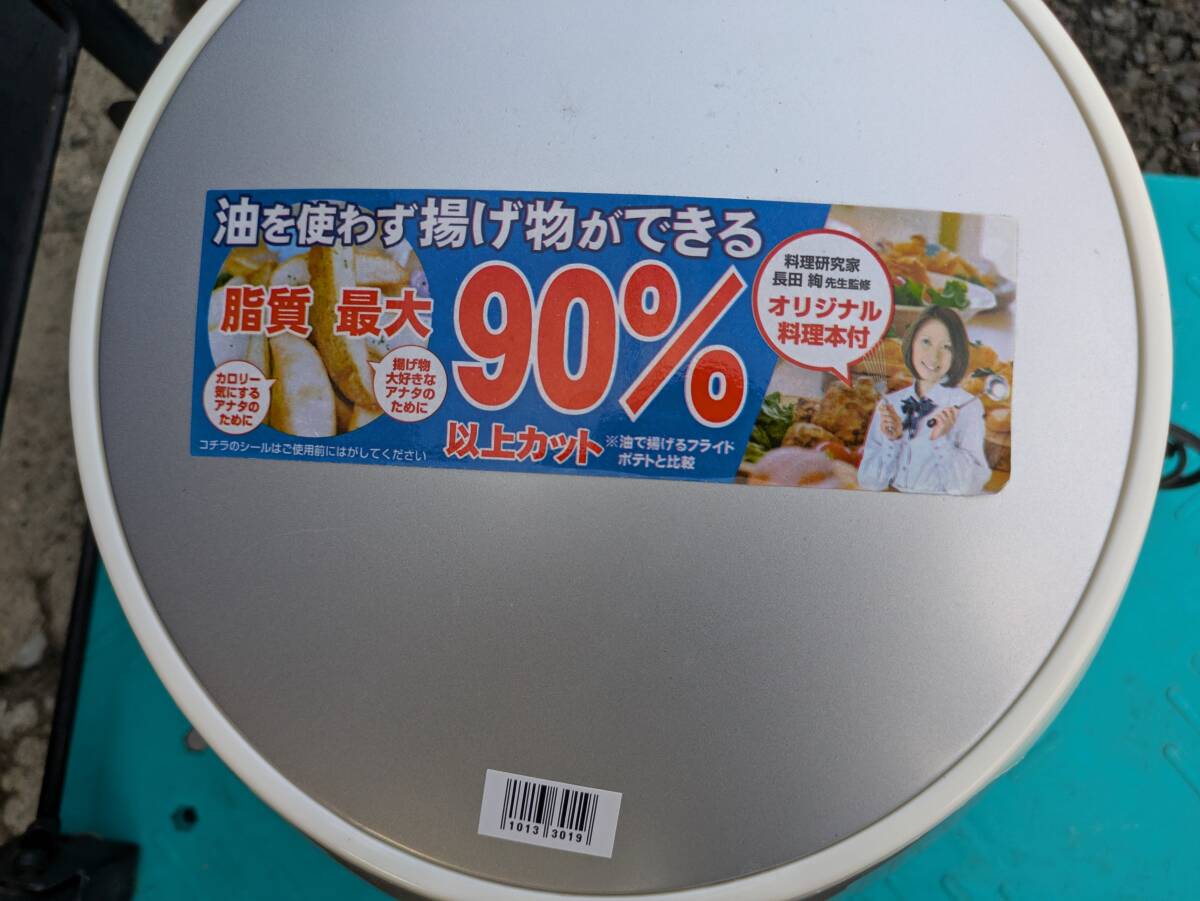 油を使わず揚げ物ができる
脂質 最大
90%
以上カット
※油で揚げるフライド
ポテトと比較
カロリー
気にする
アナタの
ために
揚げ物
大好きな
アナタの
ために
コチラのシールはご使用前にはがしてください
料理研究家
長田 絢先生監修
オリジナル
料理本付
1013 3019